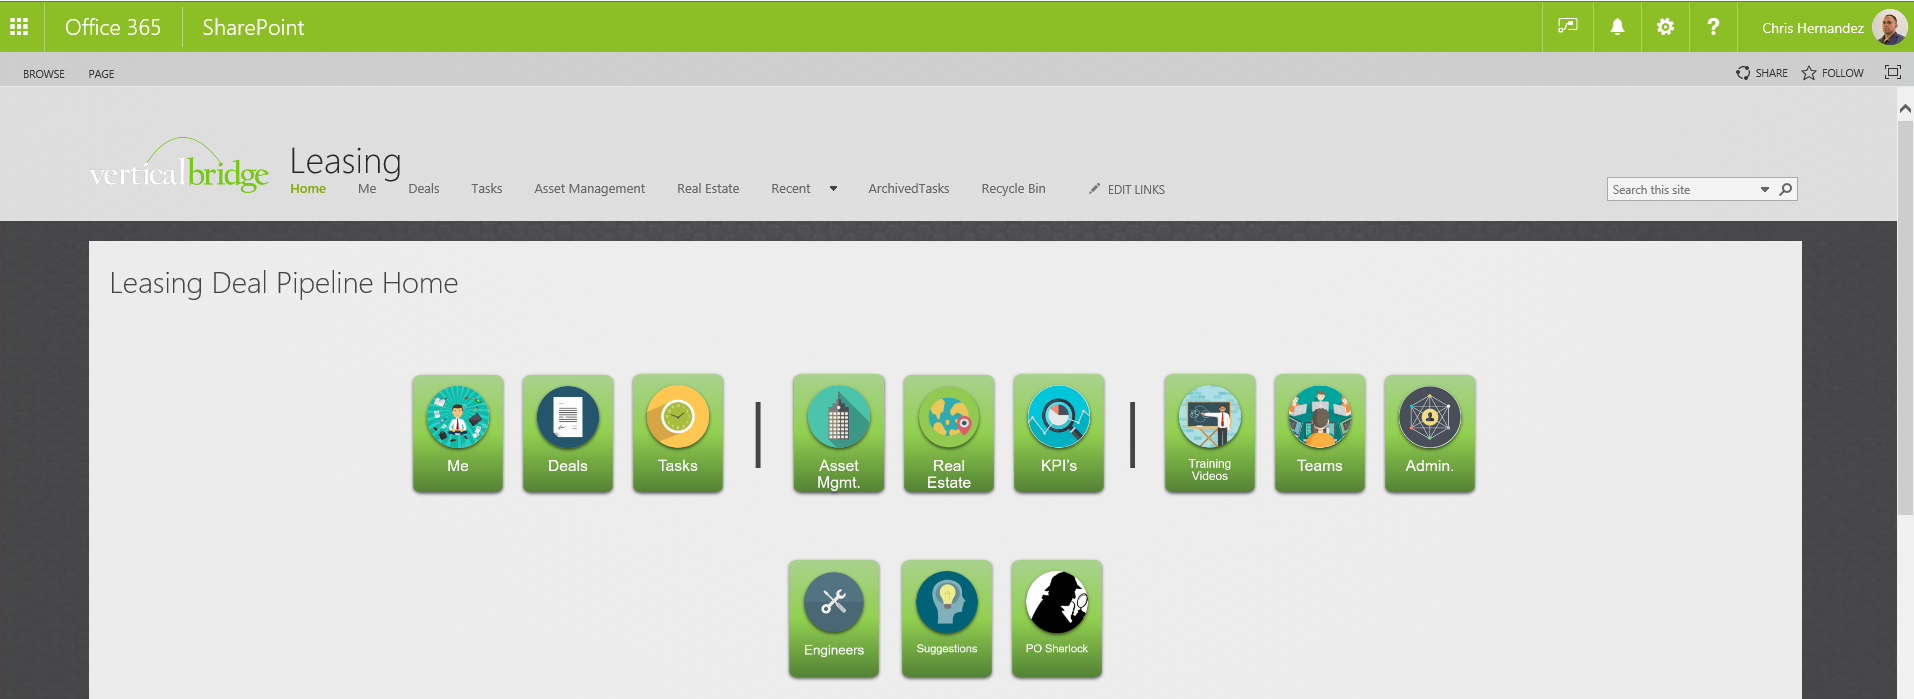 Office 365 SharePoint ? Chris Hernandez
BROWSE PAGE SHARE FOLLOW
verticalbridge
Leasing
Home Me Deals Tasks Asset Management Real Estate Recent ArchivedTasks Recycle Bin EDIT LINKS
Search this site
Leasing Deal Pipeline Home
Me
Deals
Tasks
Asset
Mgmt.
Real
Estate
KPI's
Training
Videos
Teams
Admin.
Engineers
Suggestions
PO Sherlock